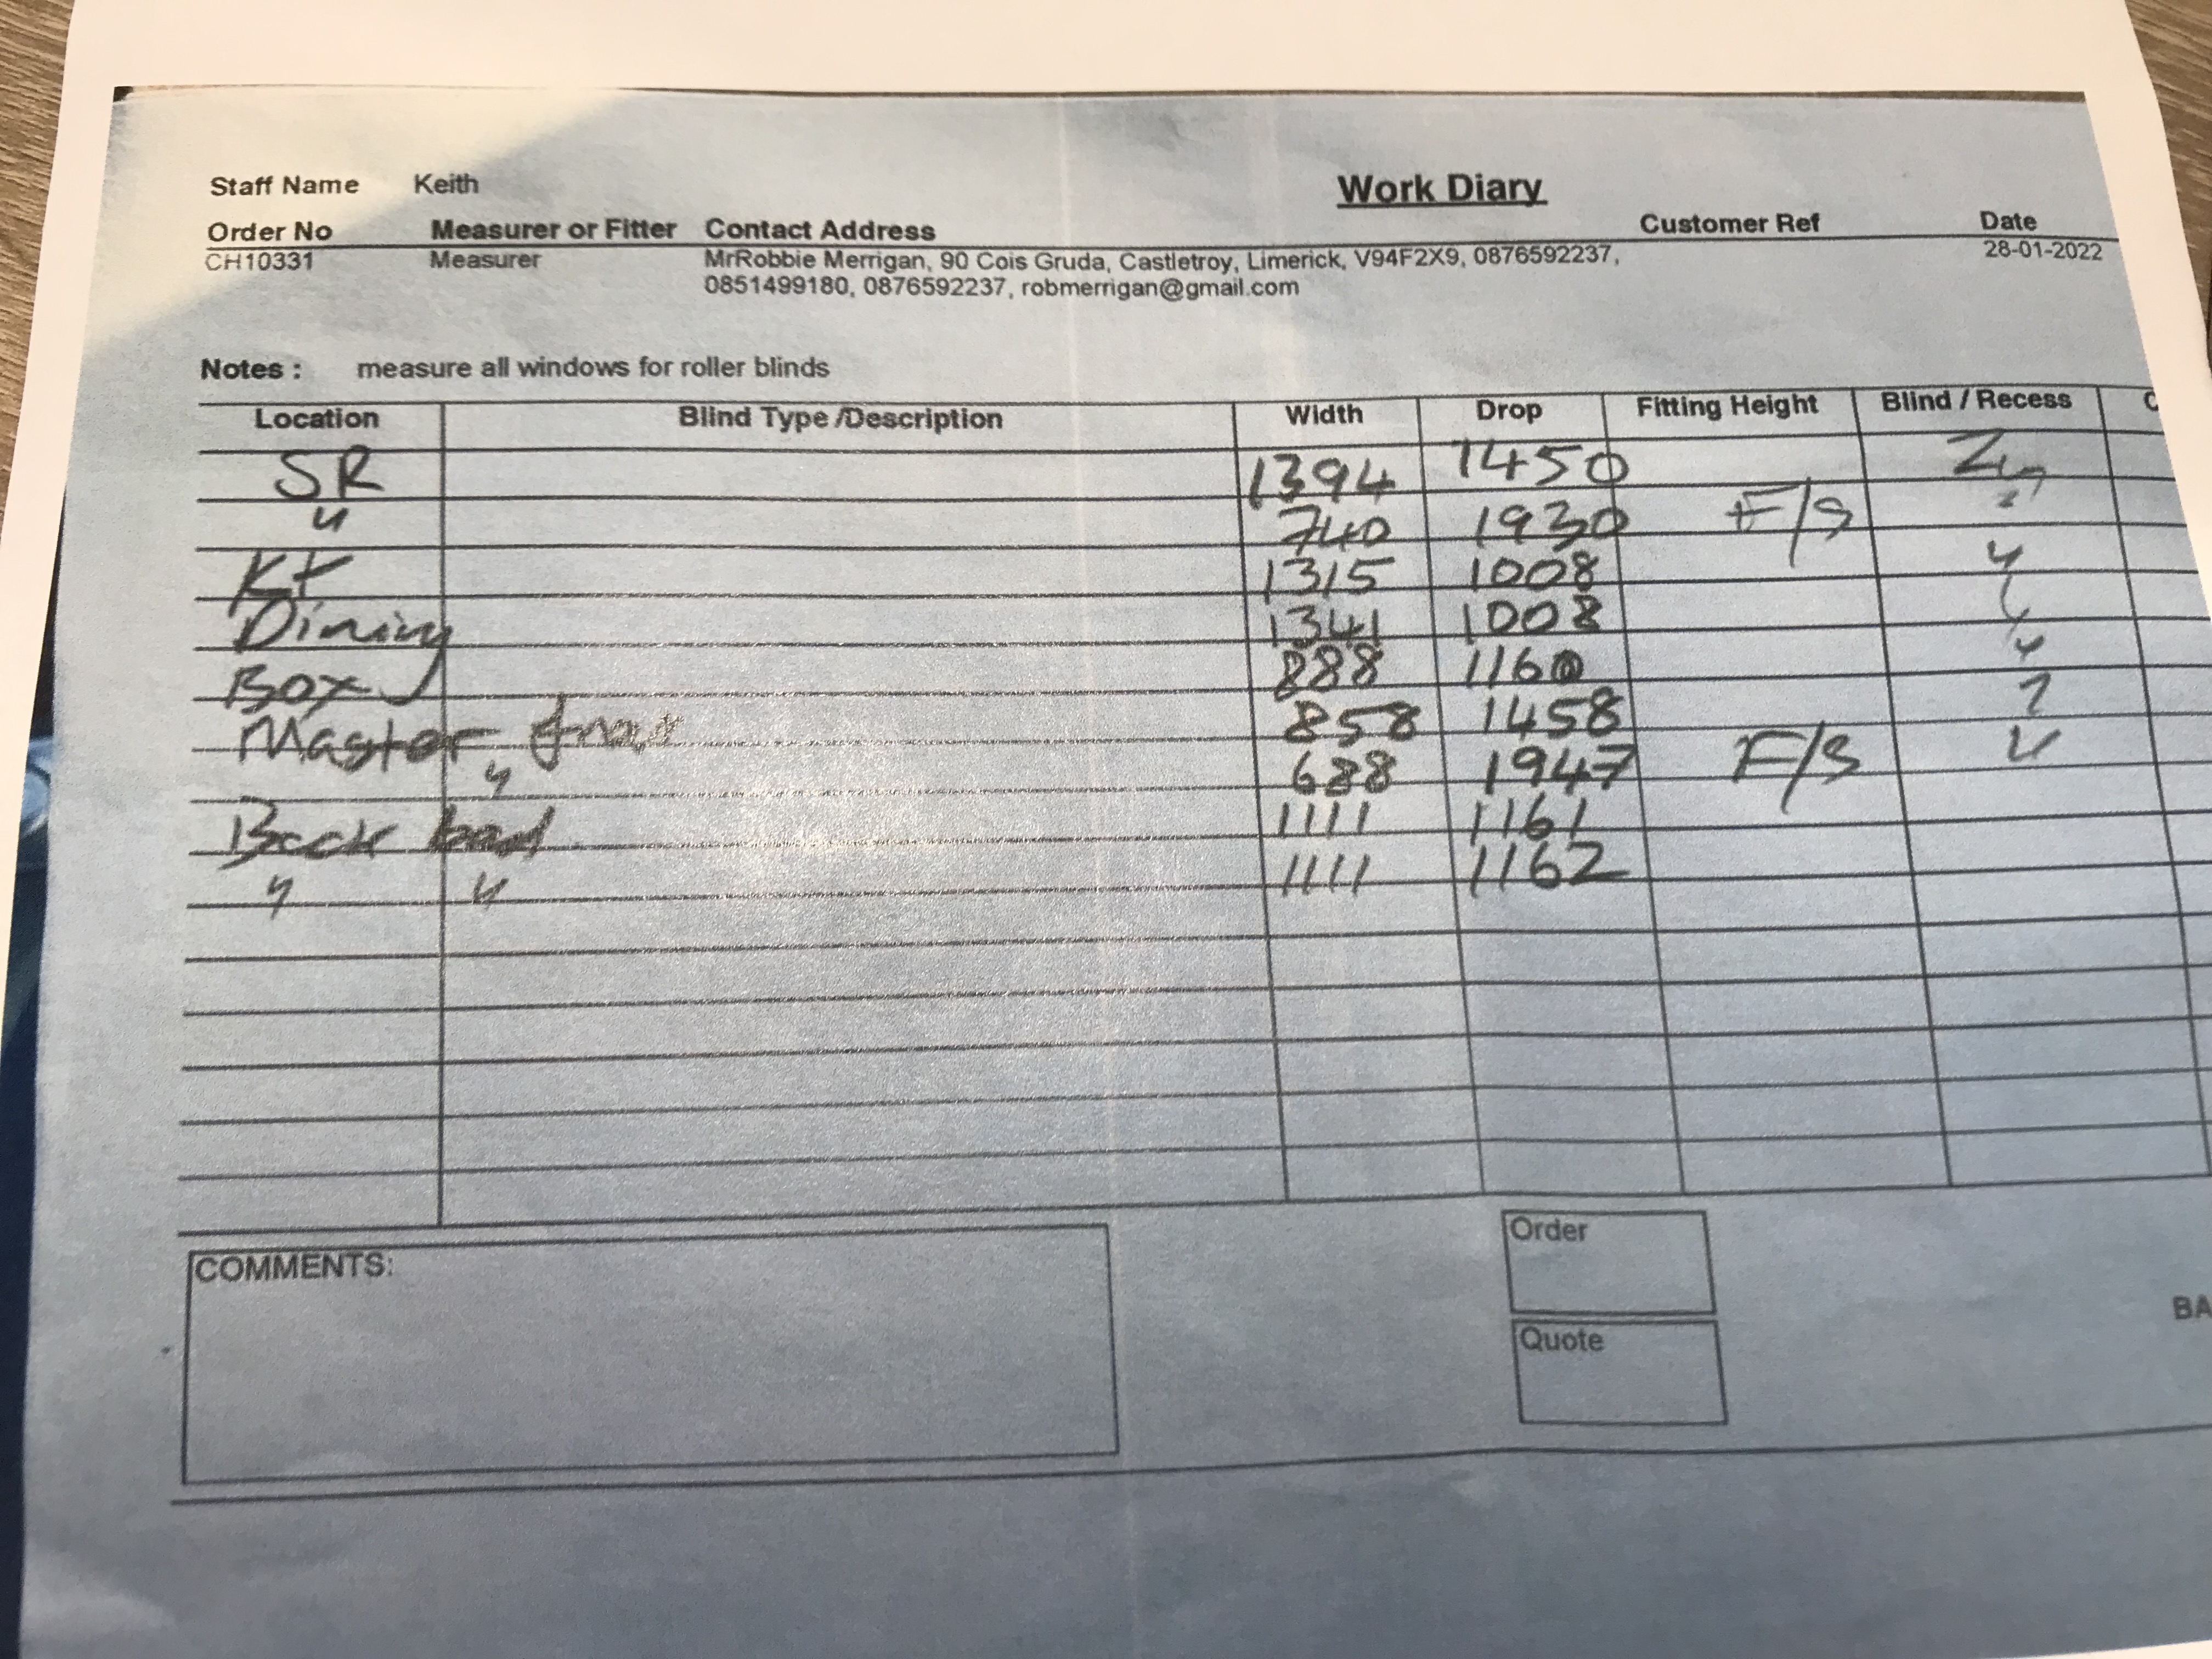 Work Diary
Staff Name Keith
Order No Measurer or Fitter Contact Address Customer Ref Date
CH10331 Measurer MrRobbie Merrigan, 90 Cois Gruda, Castletroy, Limerick, V94F2X9, 0876592237, 28-01-2022
0851499180, 0876592237, robmerrigan@gmail.com
Notes : measure all windows for roller blinds
Location Blind Type /Description Width Drop Fitting Height Blind / Recess
SR 1394 1450
" 740 1930 F/S "
Kt 1315 1008 "
Dining 1341 1008 "
Box 888 1160 "
Master 858 1458
" 688 1947 F/S "
Back bed 1111 1161
" " 1111 1162
COMMENTS:
Order
Quote
BA